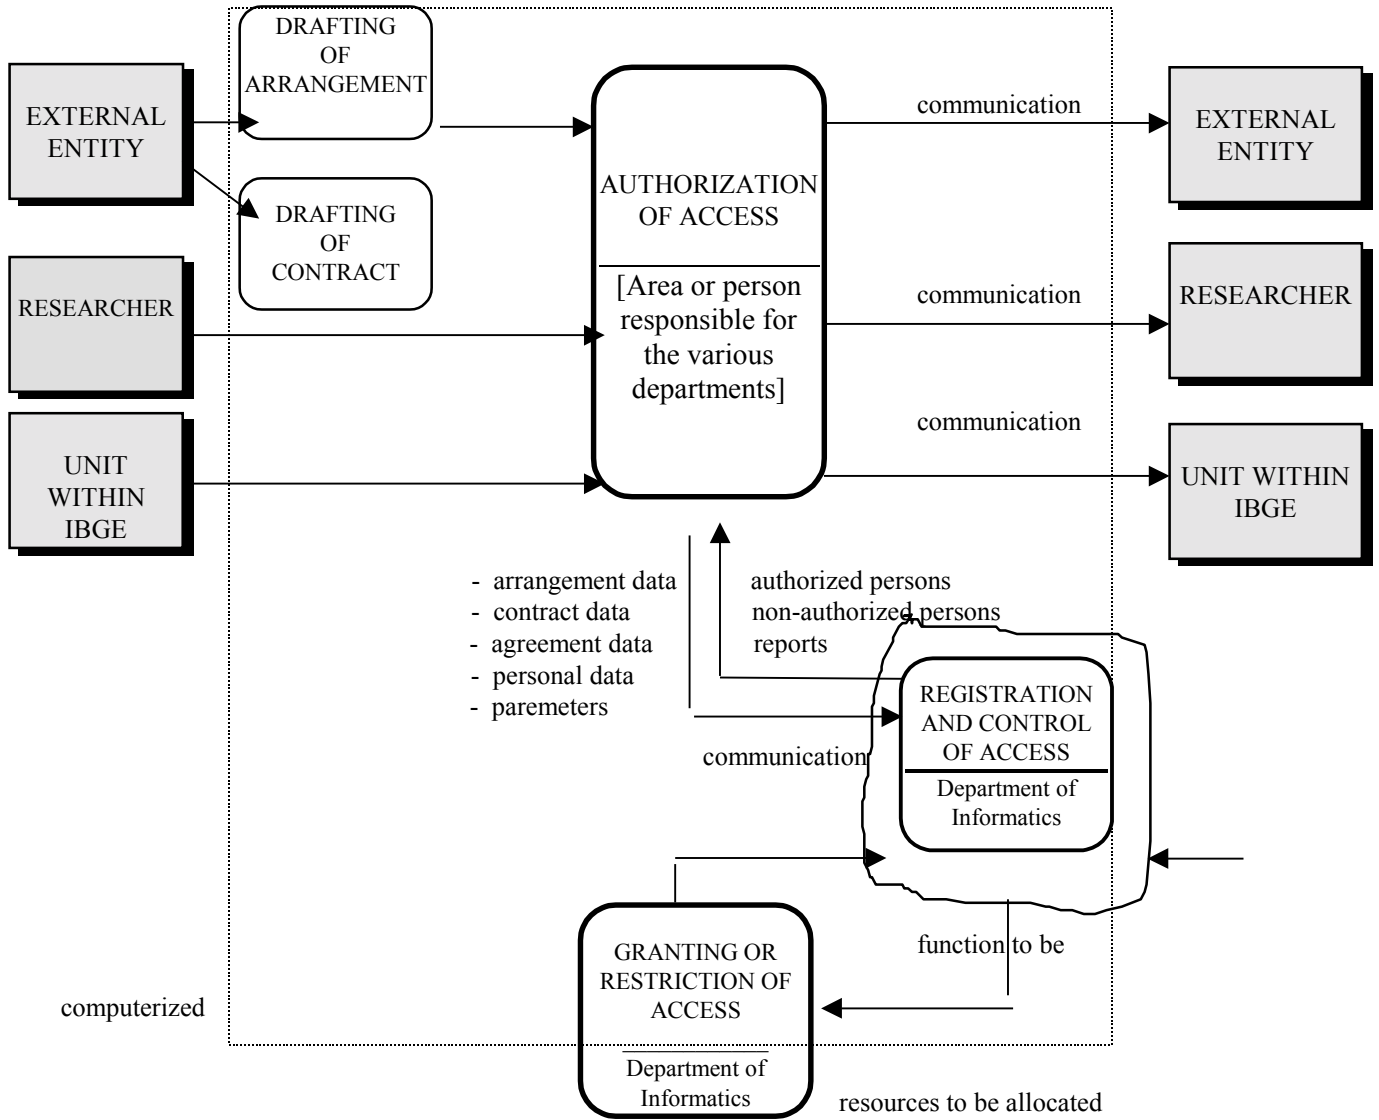 DRAFTING
OF
ARRANGEMENT
EXTERNAL
ENTITY
DRAFTING
OF
CONTRACT
RESEARCHER
UNIT
WITHIN
IBGE
AUTHORIZATION
OF ACCESS
[Area or person
responsible for
the various
departments]
communication
EXTERNAL
ENTITY
communication
RESEARCHER
communication
UNIT WITHIN
IBGE
- arrangement data
- contract data
- agreement data
- personal data
- paremeters
authorized persons
non-authorized persons
reports
communication
REGISTRATION
AND CONTROL
OF ACCESS
Department of
Informatics
function to be
computerized
GRANTING OR
RESTRICTION OF
ACCESS
Department of
Informatics
resources to be allocated